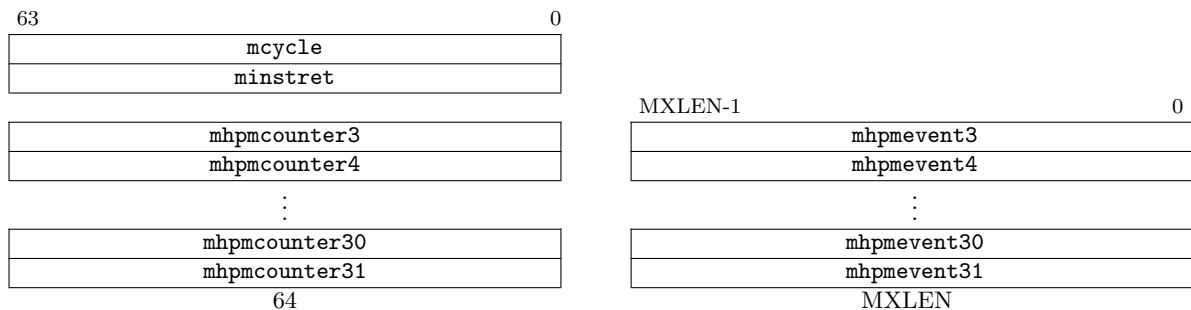 63 0
mcycle
minstret
MXLEN-1 0
mhpmcounter3 mhpmevent3
mhpmcounter4 mhpmevent4
⋮ ⋮
mhpmcounter30 mhpmevent30
mhpmcounter31 mhpmevent31
64 MXLEN